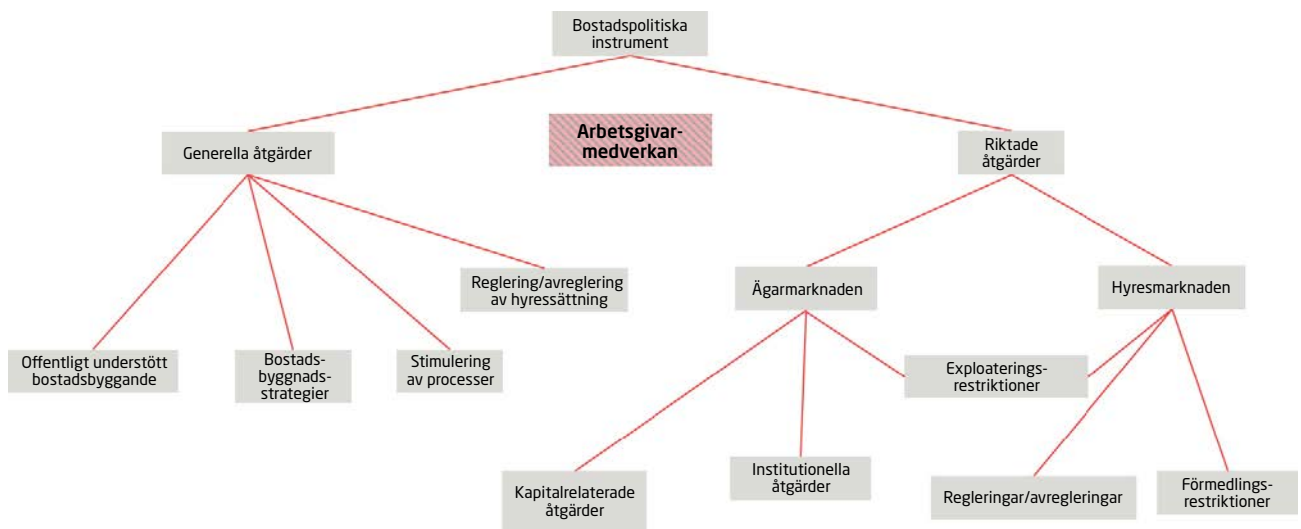 Bostadspolitiska
instrument
Arbetsgivar-
medverkan
Generella åtgärder
Riktade
åtgärder
Reglering/avreglering
av hyressättning
Ägarmarknaden
Hyresmarknaden
Offentligt understött
bostadsbyggande
Bostads-
byggnads-
strategier
Stimulering
av processer
Exploaterings-
restriktioner
Kapitalrelaterade
åtgärder
Institutionella
åtgärder
Regleringar/avregleringar
Förmedlings-
restriktioner